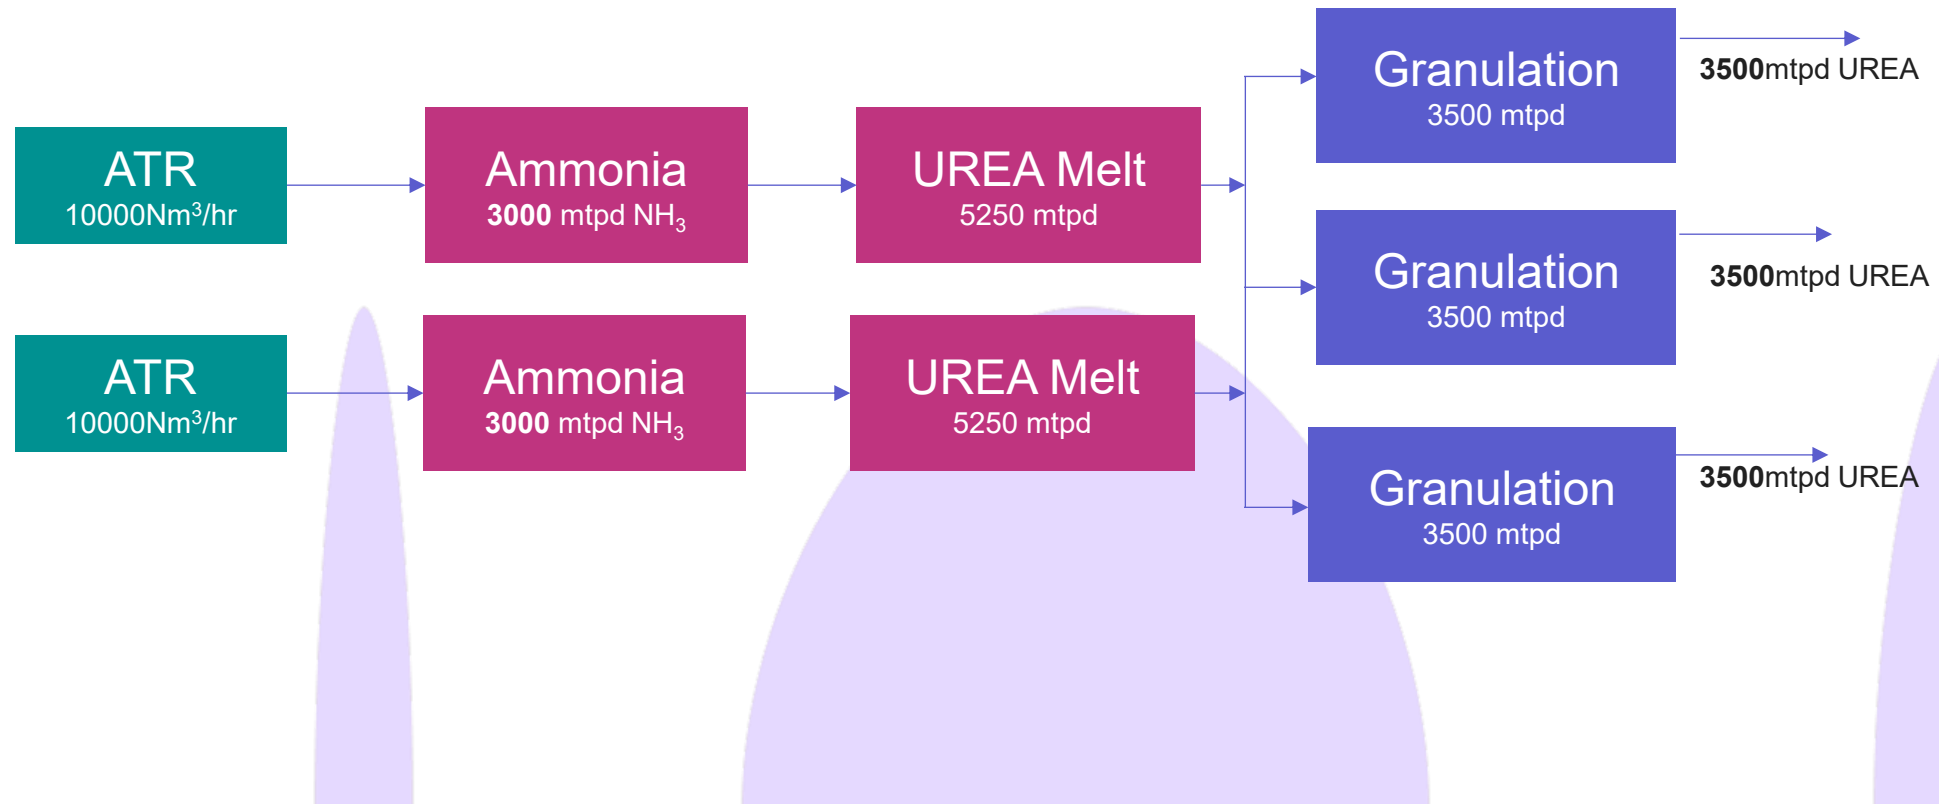 ATR
10000Nm³/hr
Ammonia
3000 mtpd NH₃
UREA Melt
5250 mtpd
Granulation
3500 mtpd
3500mtpd UREA
Granulation
3500 mtpd
3500mtpd UREA
ATR
10000Nm³/hr
Ammonia
3000 mtpd NH₃
UREA Melt
5250 mtpd
Granulation
3500 mtpd
3500mtpd UREA